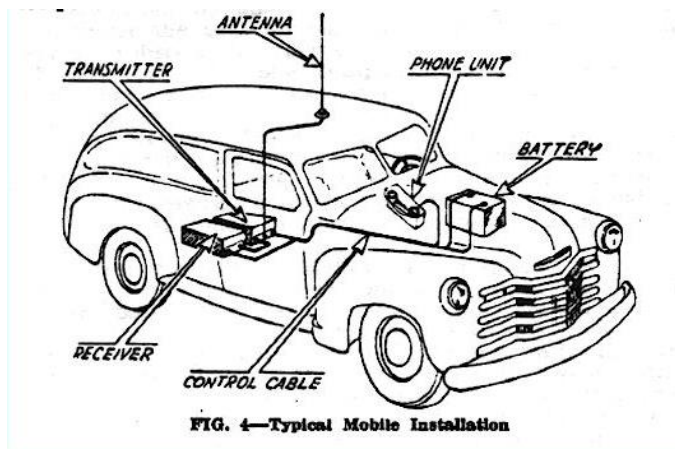 ANTENNA
TRANSMITTER
PHONE UNIT
BATTERY
RECEIVER
CONTROL CABLE
FIG. 4—Typical Mobile Installation